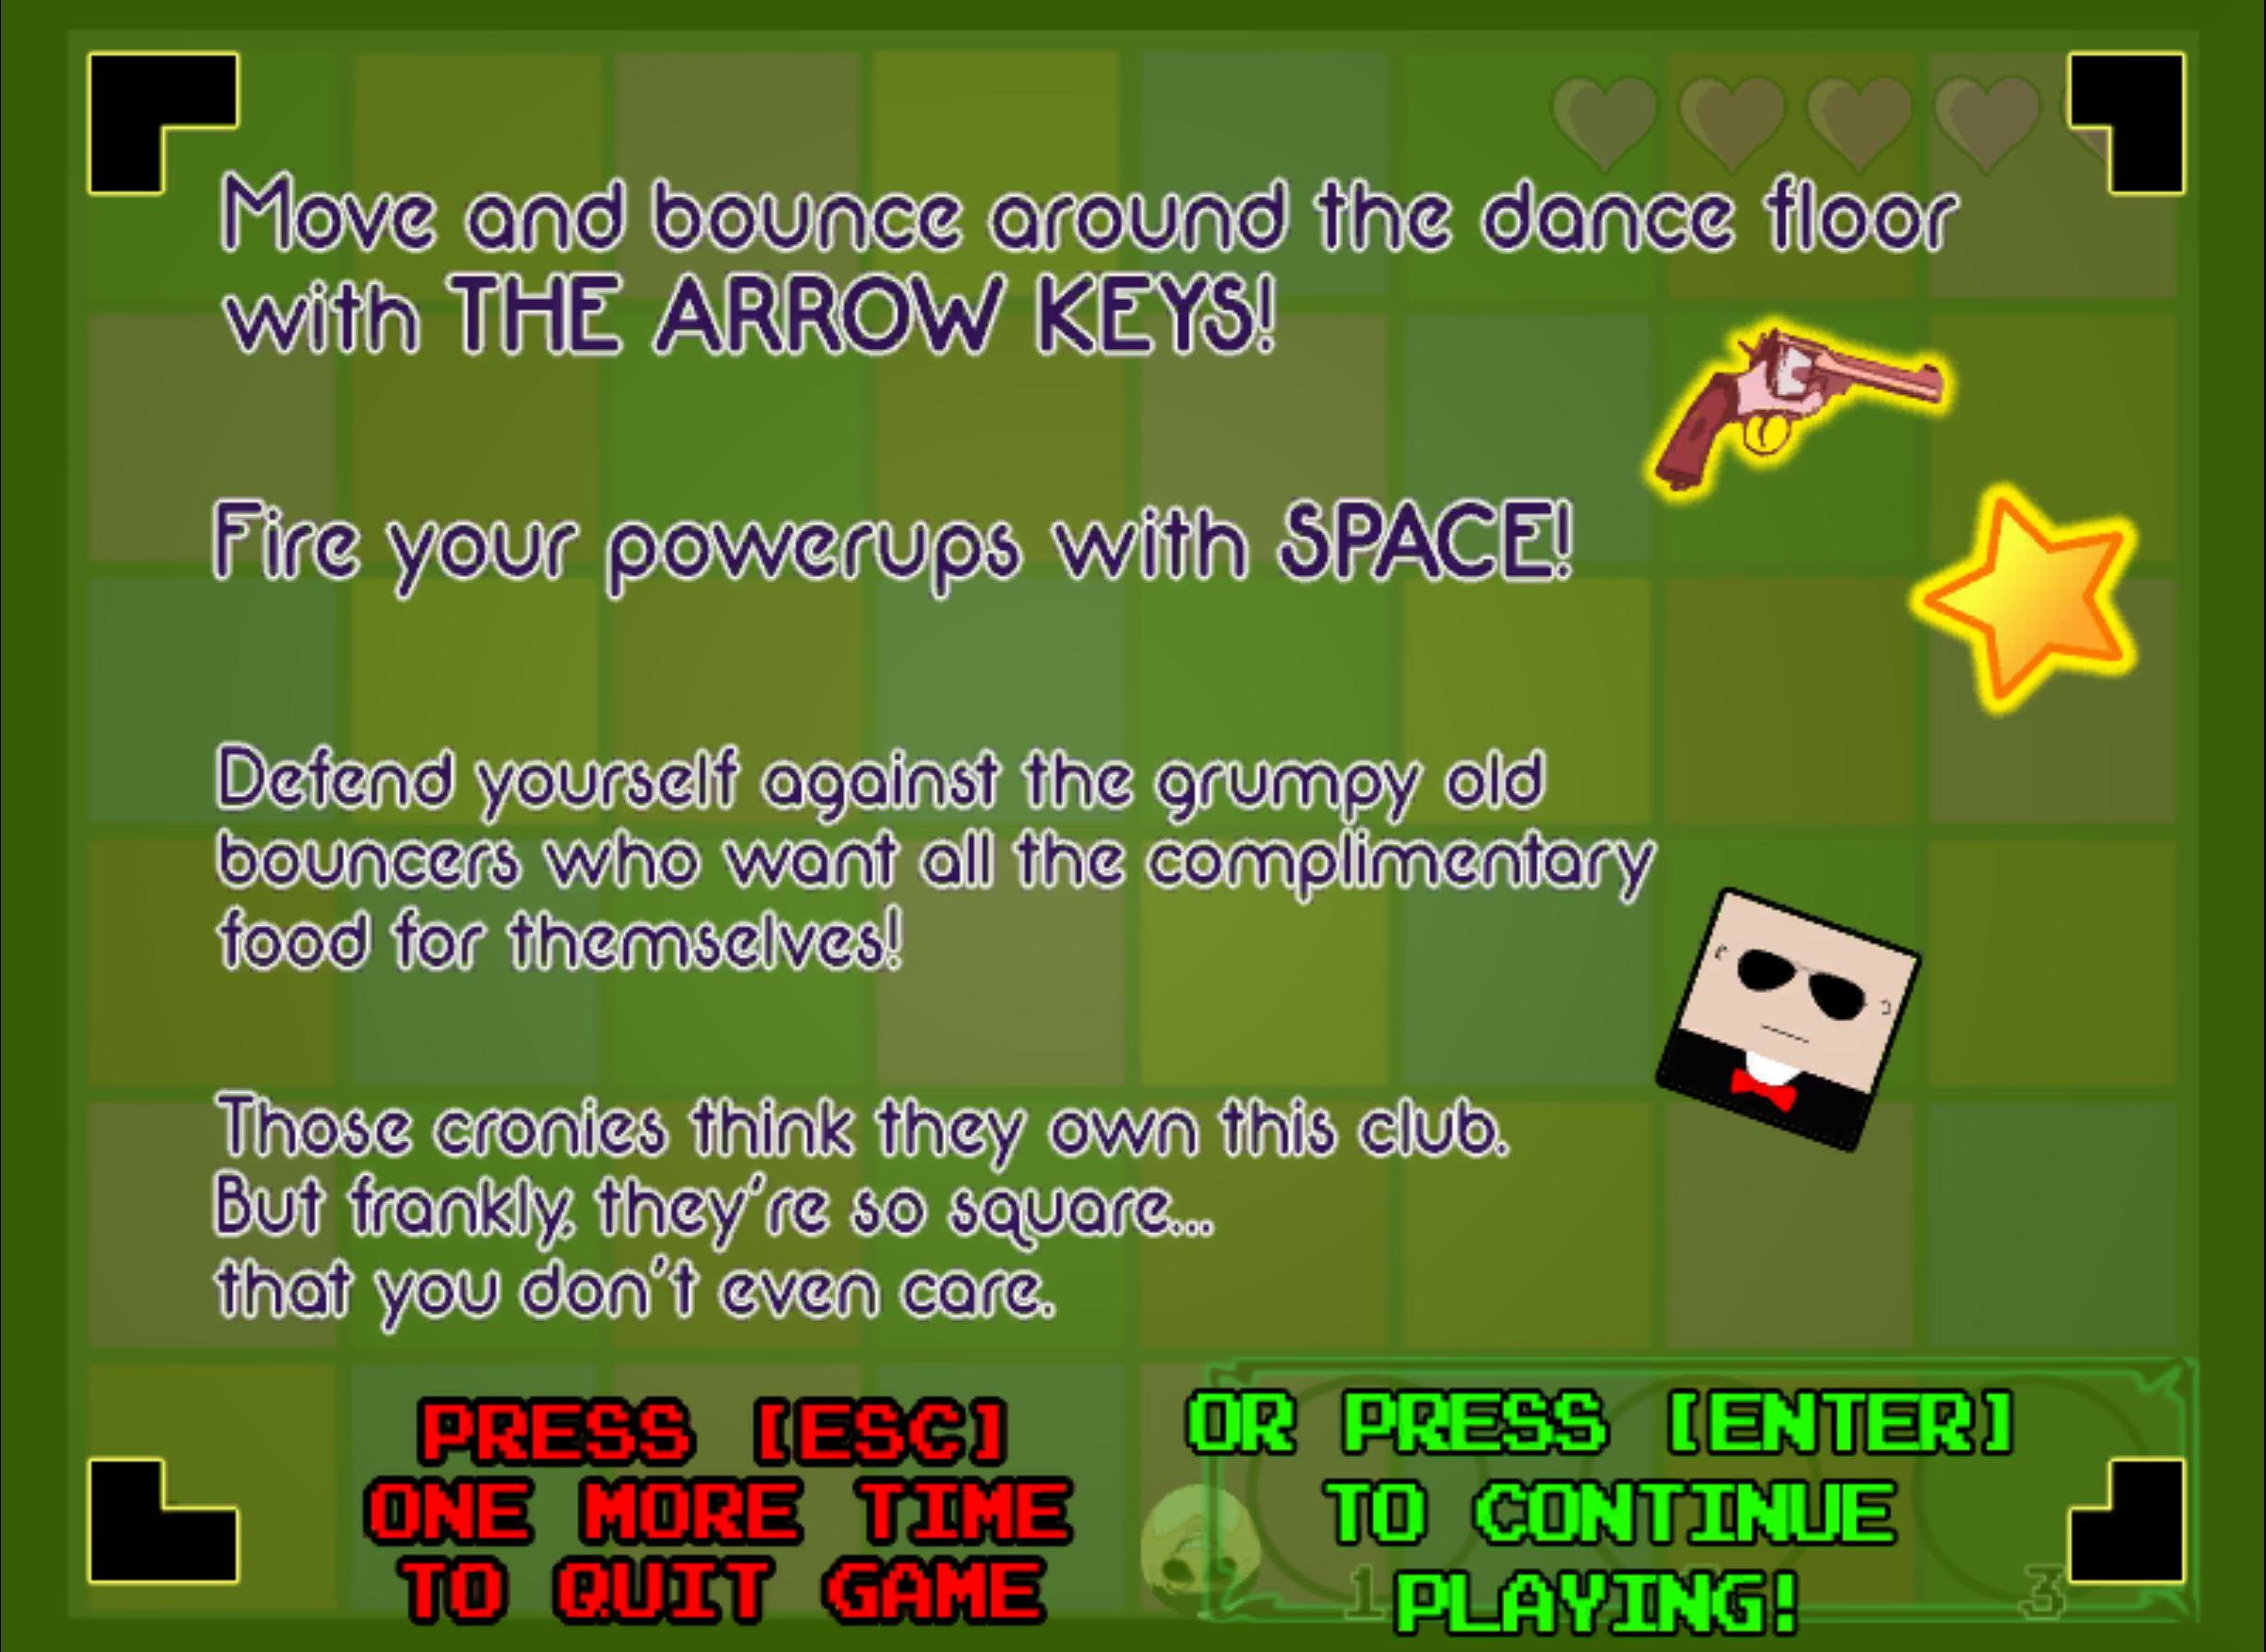 Move and bounce around the dance floor
with THE ARROW KEYS!
Fire your powerups with SPACE!
Defend yourself against the grumpy old
bouncers who want all the complimentary
food for themselves!
Those cronies think they own this club.
But frankly, they're so square...
that you don't even care.
PRESS [ESC]
ONE MORE TIME
TO QUIT GAME
OR PRESS [ENTER]
TO CONTINUE
PLAYING!
1
3